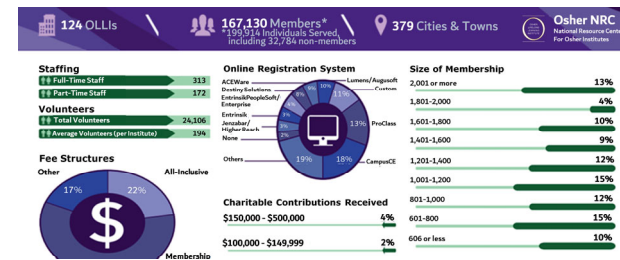 124 OLLIs
167,130 Members*
*199,914 Individuals Served,
including 32,784 non-members
379 Cities & Towns
Osher NRC
National Resource Cente
For Osher Institutes
Staffing
Full-Time Staff 313
Part-Time Staff 172
Volunteers
Total Volunteers 24,106
Average Volunteers (per Institute) 194
Fee Structures
Other
All-Inclusive
17%
22%
$
Membership
Online Registration System
ACEWare
Lumens/Augusoft
Destiny Solutions
Custom
Entrinsik&PeopleSoft/
Enterprise
Entrinsik
Jenzabar/
Higher Reach
None
Others
ProClass
CampusCE
10%
11%
13%
18%
19%
Charitable Contributions Received
$150,000 - $500,000 4%
$100,000 - $149,999 2%
Size of Membership
2,001 or more 13%
1,801-2,000 4%
1,601-1,800 10%
1,401-1,600 9%
1,201-1,400 12%
1,001-1,200 15%
801-1,000 12%
601-800 15%
606 or less 10%